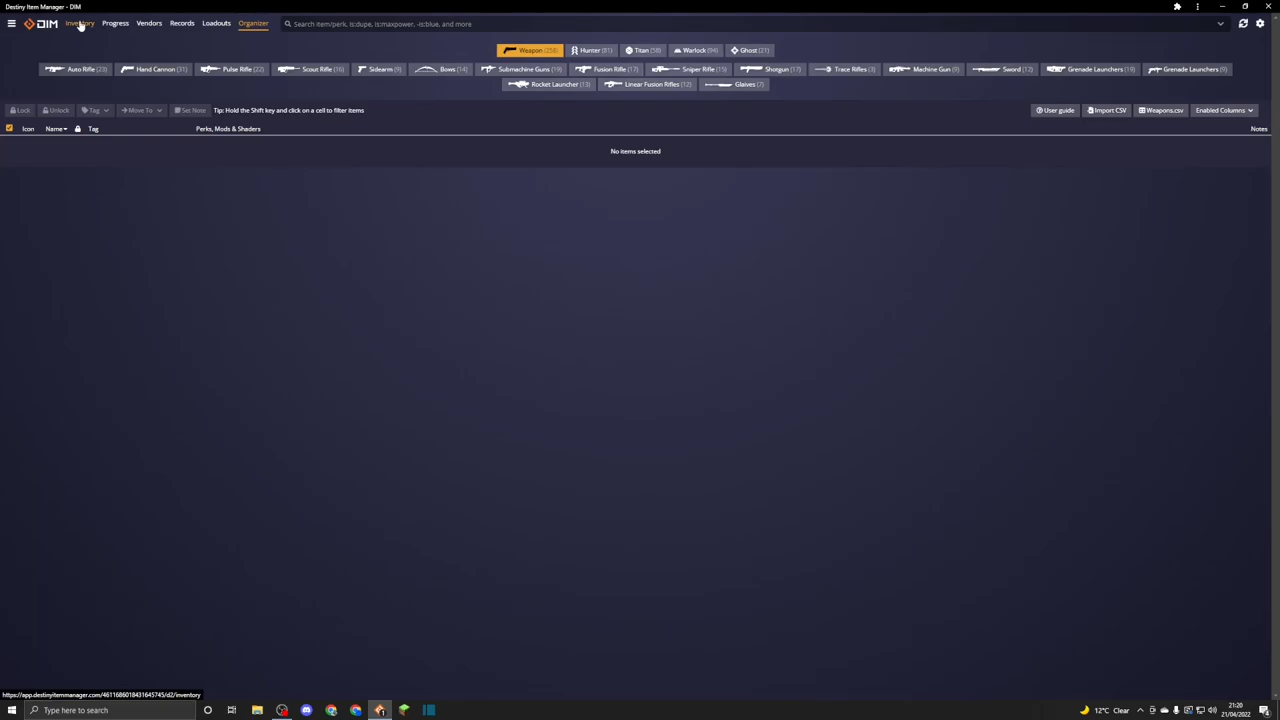 Destiny Item Manager - DIM
DIM Inventory Progress Vendors Records Loadouts Organizer Search item/perk, is:dupe, is:maxpower, -is:blue, and more
Weapon (258) Hunter (81) Titan (58) Warlock (94) Ghost (21)
Auto Rifle (23) Hand Cannon (31) Pulse Rifle (22) Scout Rifle (16) Sidearm (9) Bows (14) Submachine Guns (19) Fusion Rifle (17) Sniper Rifle (15) Shotgun (17) Trace Rifles (3) Machine Gun (9) Sword (12) Grenade Launchers (19) Grenade Launchers (9)
Rocket Launcher (13) Linear Fusion Rifles (12) Glaives (7)
Lock Unlock Tag Move To Set Note Tip: Hold the Shift key and click on a cell to filter items User guide Import CSV Weapons.csv Enabled Columns
Icon Name Tag Perks, Mods & Shaders Notes
No items selected
https://app.destinyitemmanager.com/4611686018431645745/d2/inventory
Type here to search 12°C Clear 21:20
21/04/2022